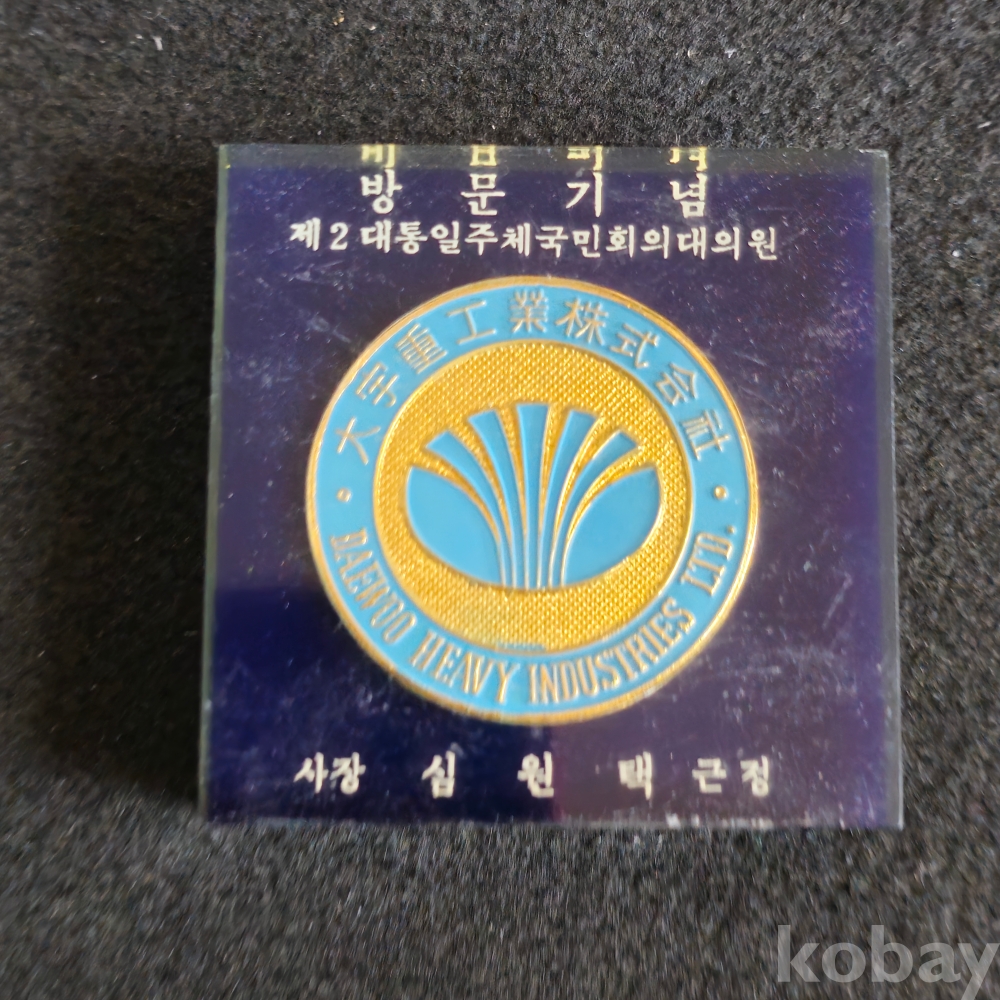 방문기념
제2대통일주체국민회의대의원
大宇重工業株式会社
DAEWOO HEAVY INDUSTRIES LTD.
사장 심원택 근정
kobay